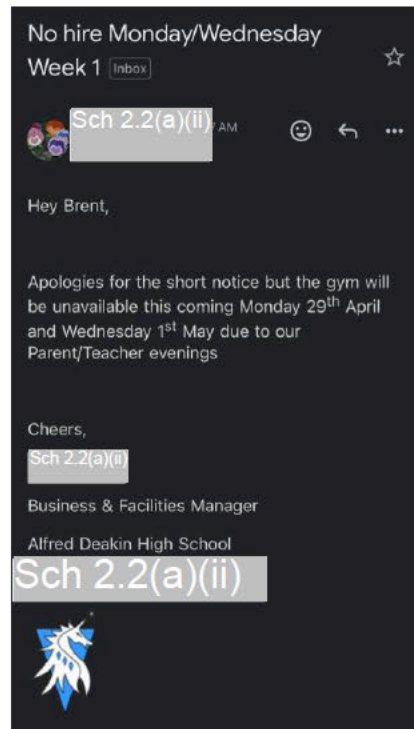 No hire Monday/Wednesday
Week 1 Inbox
Sch 2.2(a)(ii) AM
Hey Brent,
Apologies for the short notice but the gym will
be unavailable this coming Monday 29th April
and Wednesday 1st May due to our
Parent/Teacher evenings
Cheers,
Sch 2.2(a)(ii)
Business & Facilities Manager
Alfred Deakin High School
Sch 2.2(a)(ii)